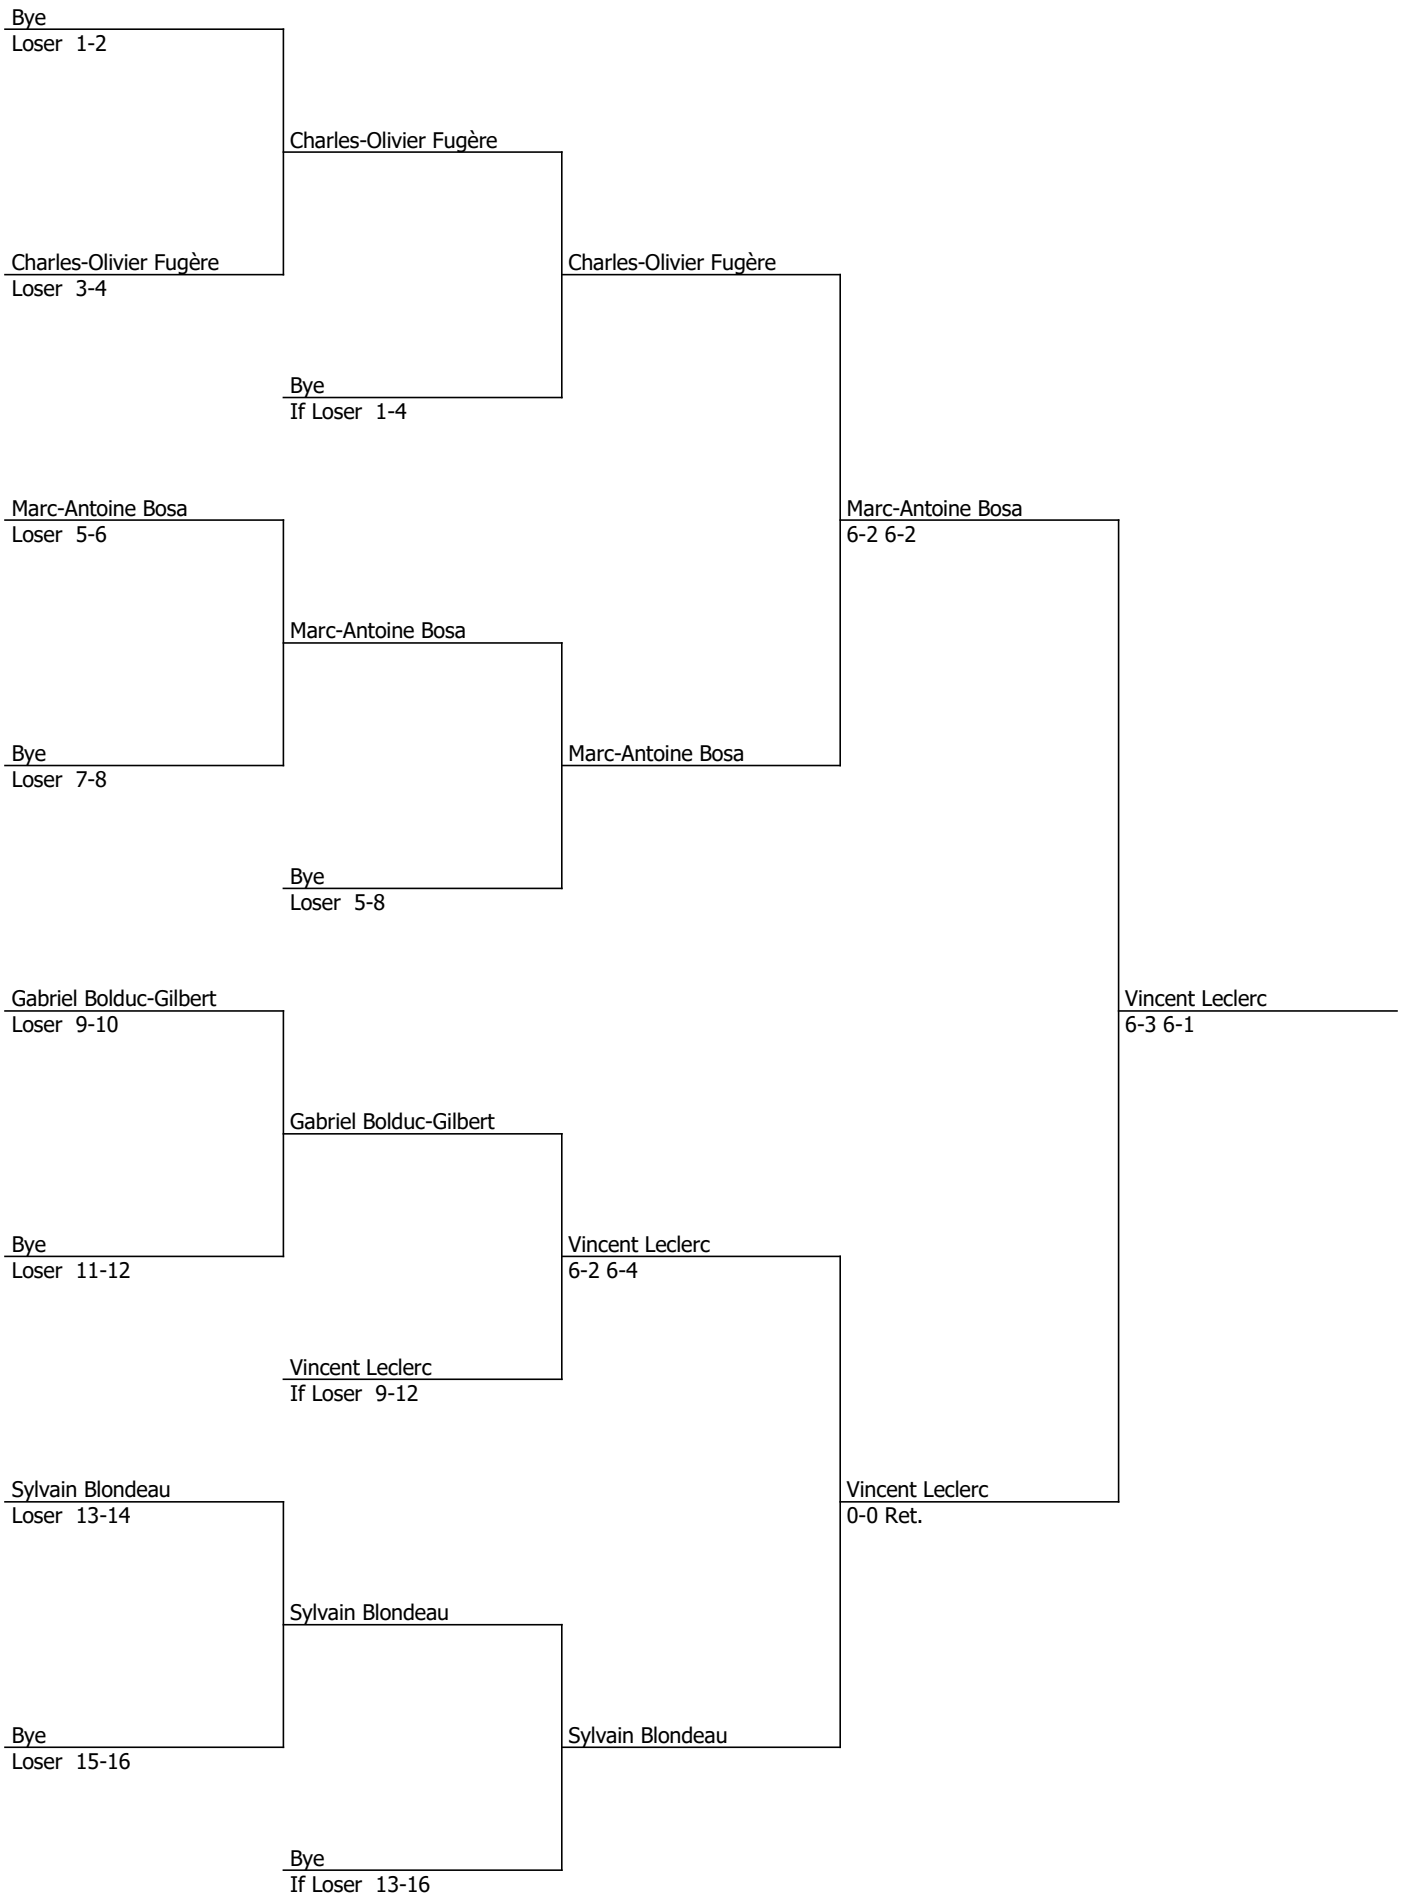 Bye
Loser 1-2
Charles-Olivier Fugère
Charles-Olivier Fugère
Loser 3-4
Charles-Olivier Fugère
Bye
If Loser 1-4
Marc-Antoine Bosa
Loser 5-6
Marc-Antoine Bosa
6-2 6-2
Marc-Antoine Bosa
Bye
Loser 7-8
Marc-Antoine Bosa
Bye
Loser 5-8
Gabriel Bolduc-Gilbert
Loser 9-10
Vincent Leclerc
6-3 6-1
Gabriel Bolduc-Gilbert
Bye
Loser 11-12
Vincent Leclerc
6-2 6-4
Vincent Leclerc
If Loser 9-12
Sylvain Blondeau
Loser 13-14
Vincent Leclerc
0-0 Ret.
Sylvain Blondeau
Bye
Loser 15-16
Sylvain Blondeau
Bye
If Loser 13-16